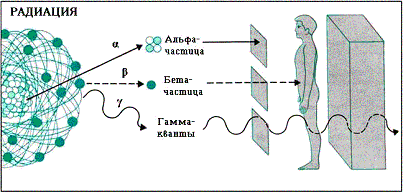 РАДИАЦИЯ
α
Альфа-
частица
β
Бета-
частица
γ
Гамма-
кванты